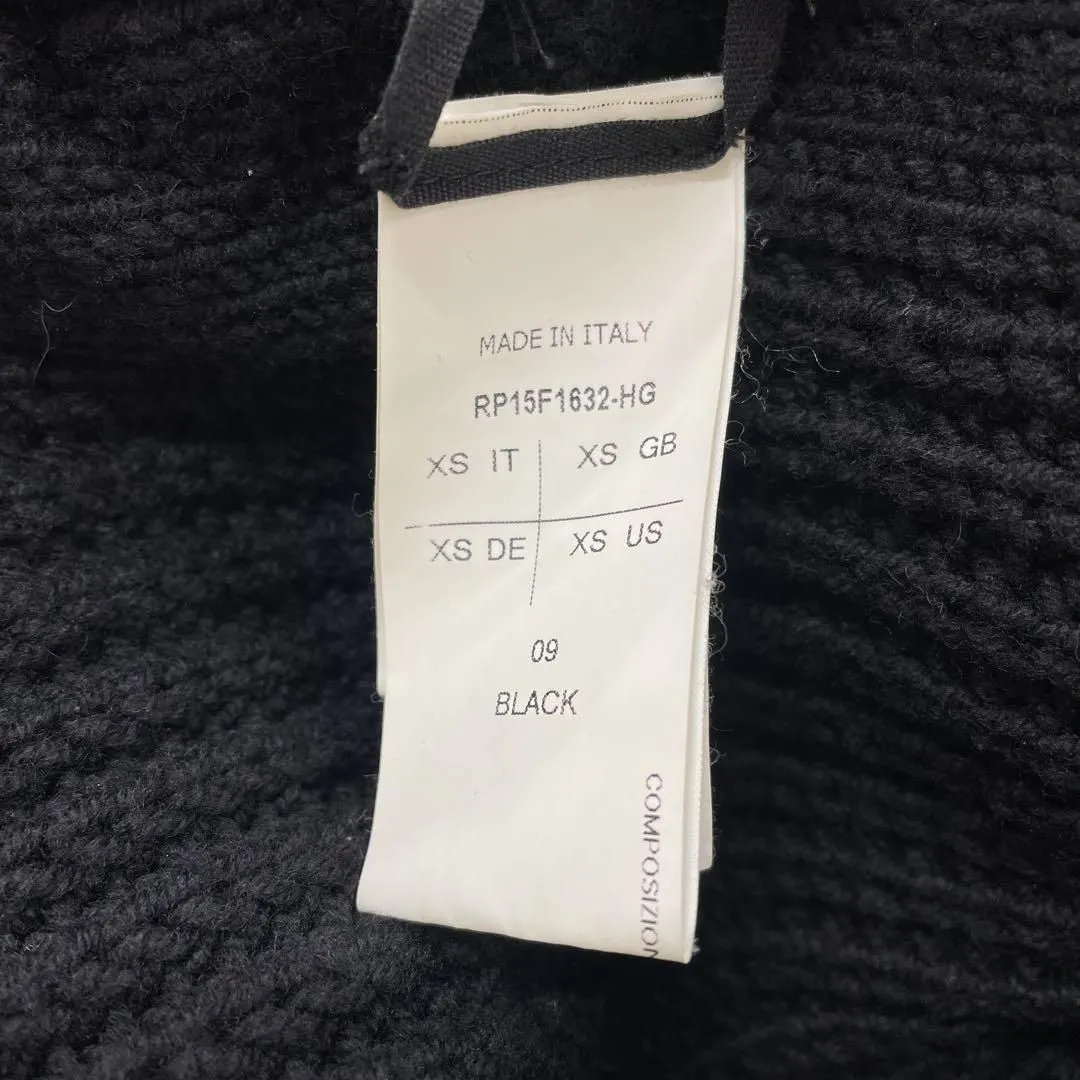 MADE IN ITALY
RP15F1632-HG
XS IT XS GB
XS DE XS US
09
BLACK
COMPOSIZION